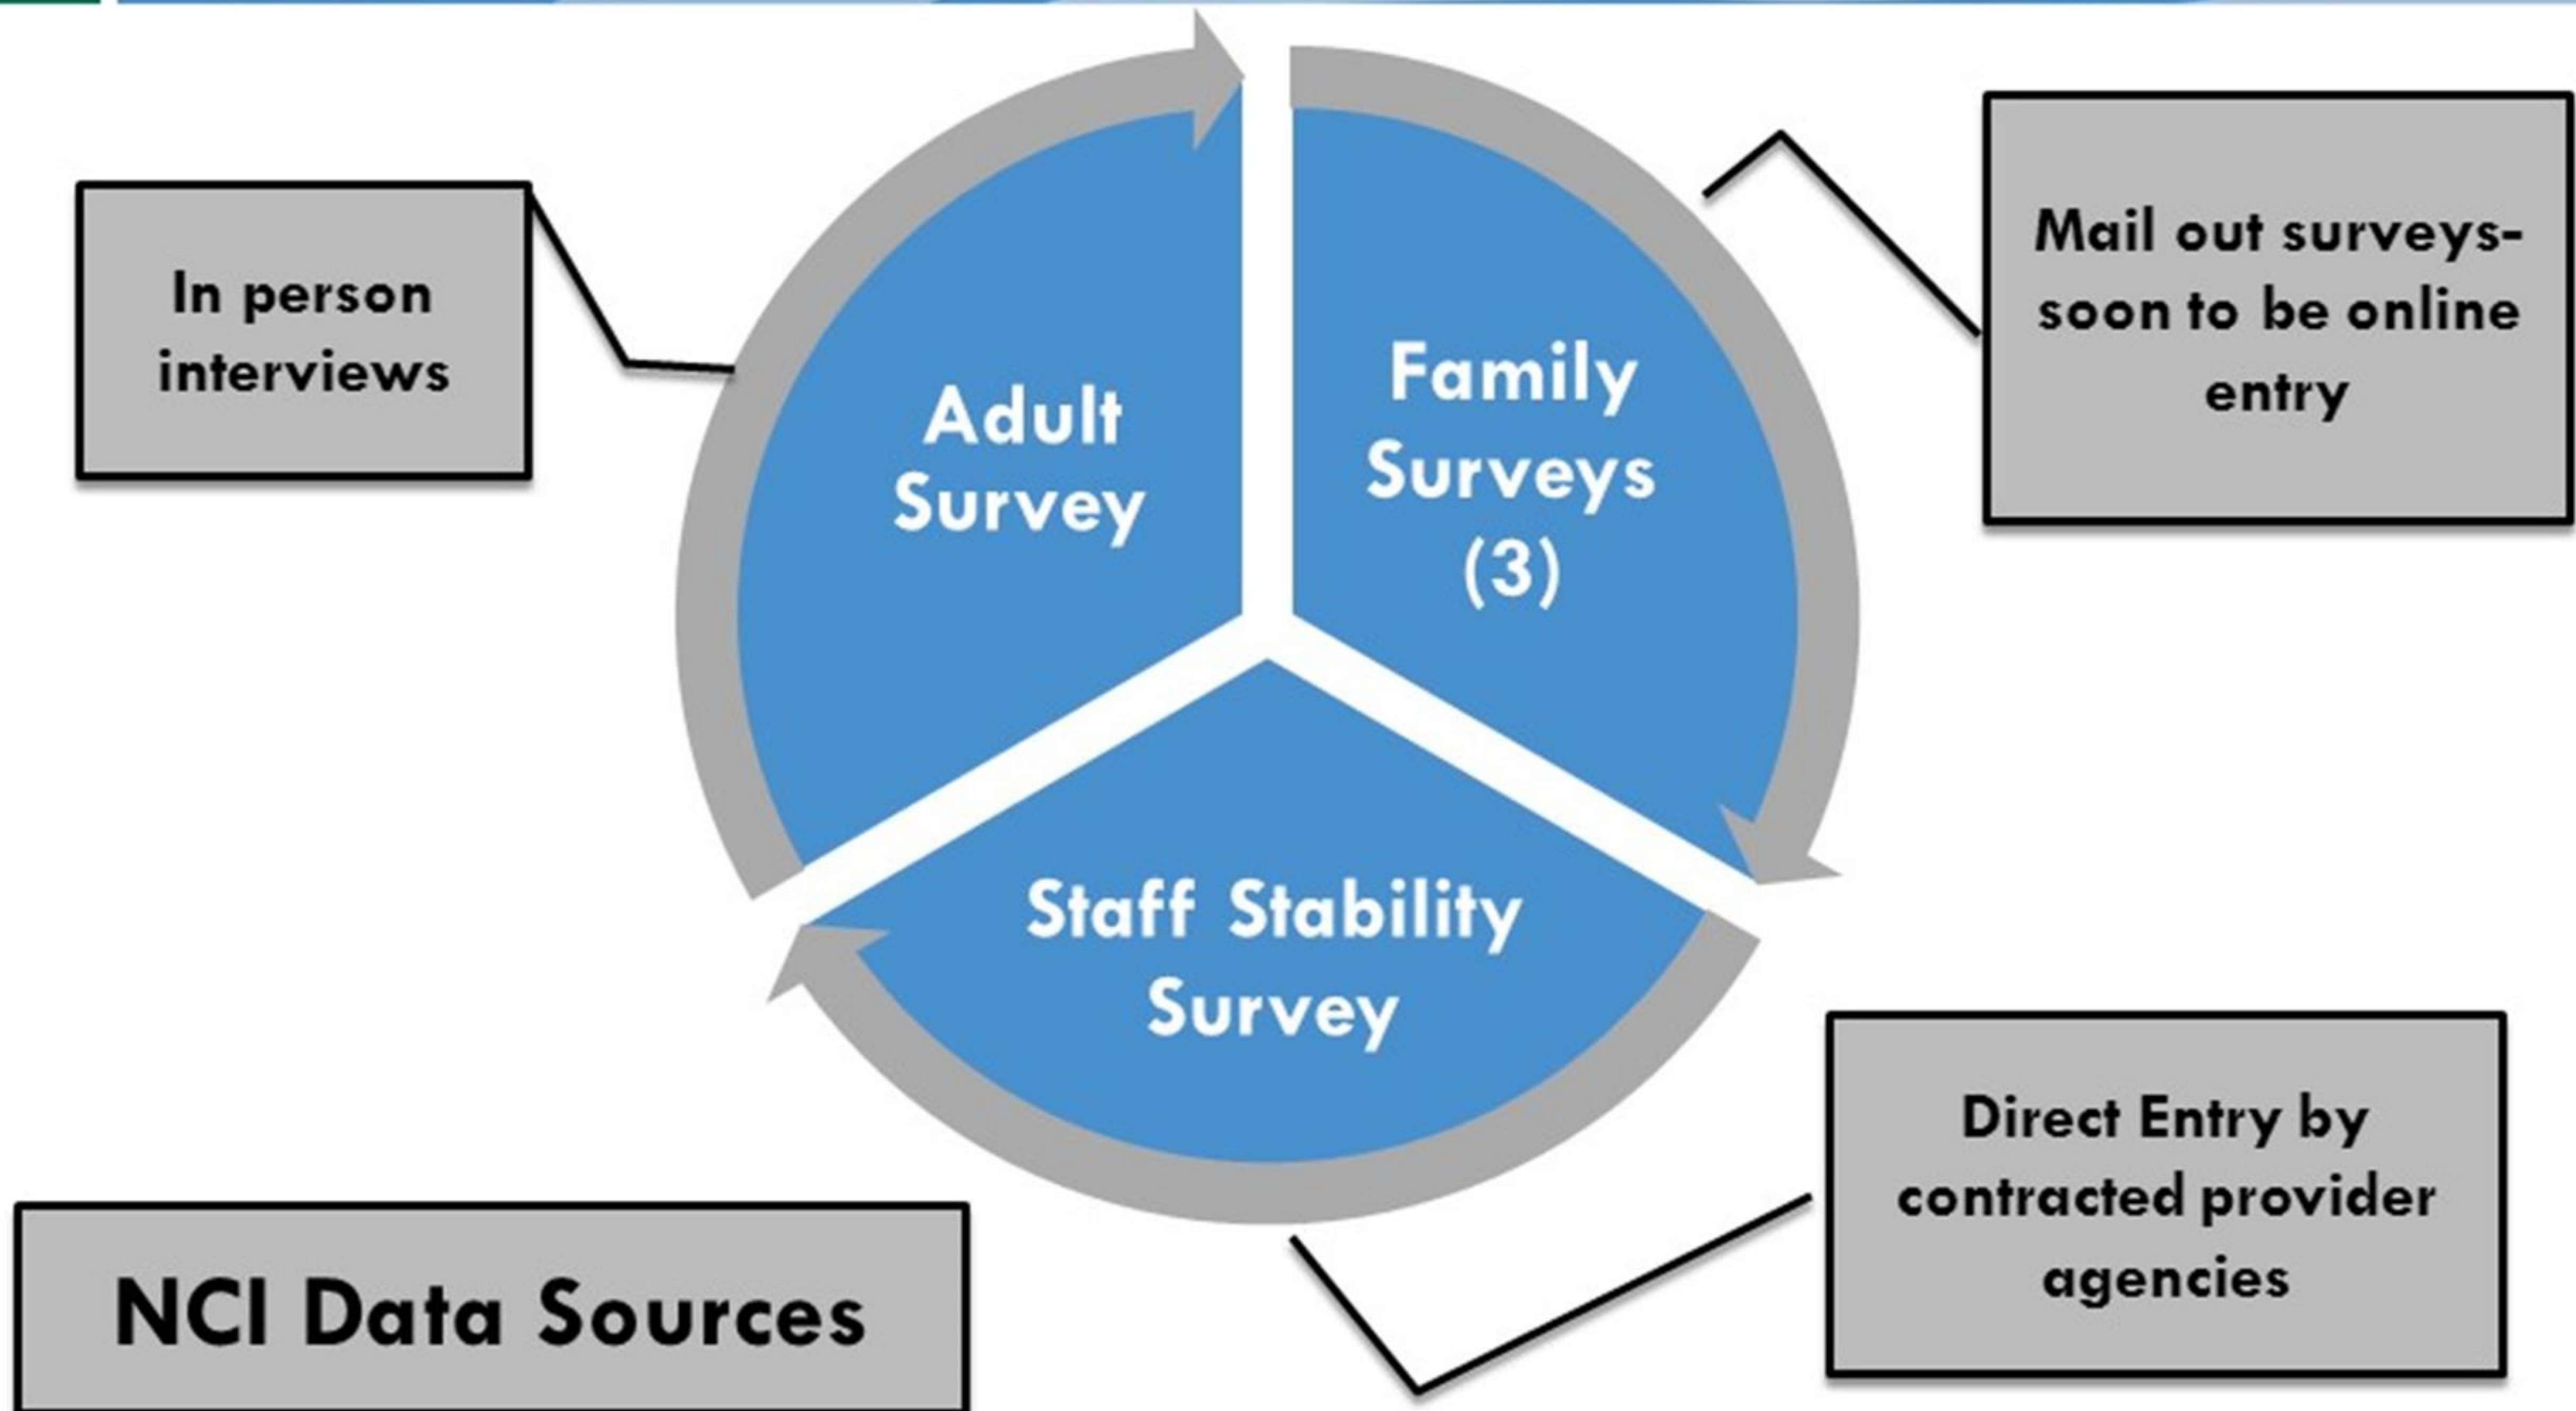 In person
interviews
Adult
Survey
Family
Surveys
(3)
Mail out surveys-
soon to be online
entry
Staff Stability
Survey
Direct Entry by
contracted provider
agencies
NCI Data Sources